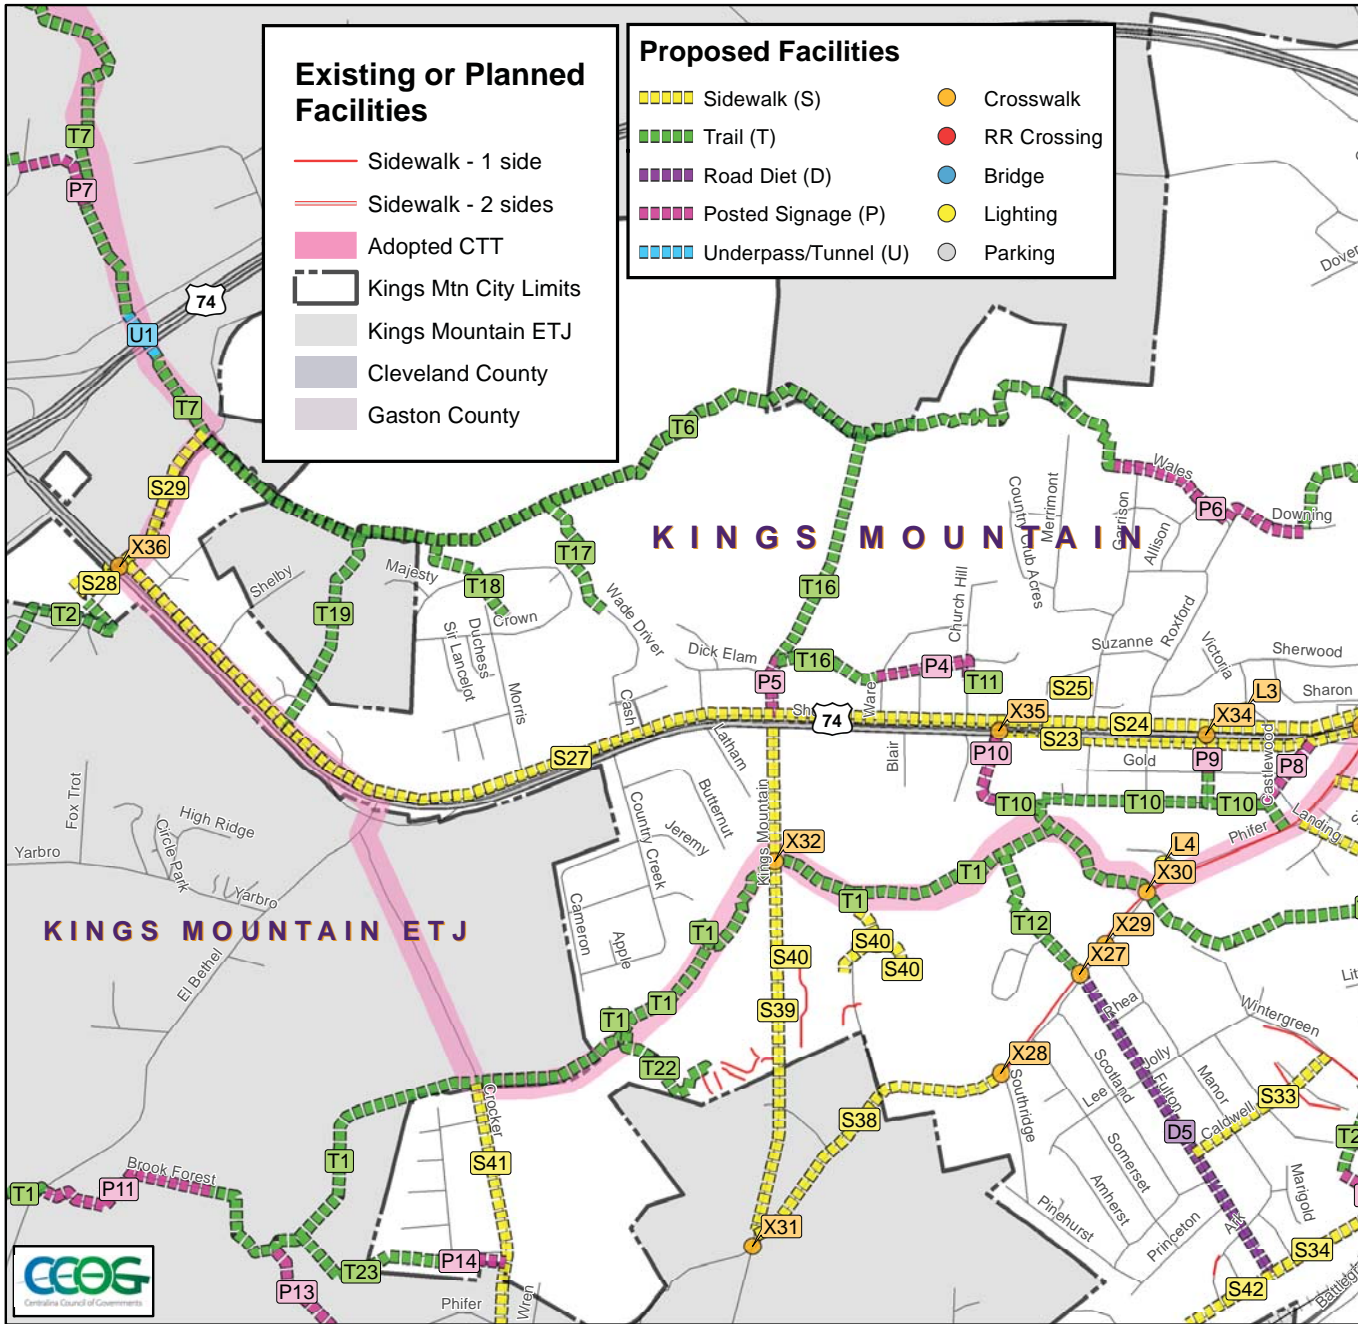 Existing or Planned
Facilities
Sidewalk - 1 side
Sidewalk - 2 sides
Adopted CTT
Kings Mtn City Limits
Kings Mountain ETJ
Cleveland County
Gaston County
Proposed Facilities
Sidewalk (S)
Trail (T)
Road Diet (D)
Posted Signage (P)
Underpass/Tunnel (U)
Crosswalk
RR Crossing
Bridge
Lighting
Parking
T7
P7
74
U1
T7
Dover
T6
S29
Wales
P6
Downing
KINGS MOUNTAIN
Country Club Acres
Merrimont
Garrison
Allison
X36
S28
T2
Shelby
Majesty
T17
T18
T19
Crown
Sir Lancelot
Duchess
Morris
Wade Driver
T16
Church Hill
Roxford
Suzanne
Victoria
Sherwood
Dick Elam
T16
P4
Ware
T11
P5
S25
L3
Sharon
Cash
Sh
74
X35
S24
X34
S23
S27
Latham
Blair
P10
Gold
P9
Castlewood
P8
Fox Trot
High Ridge
Circle Park
Yarbro
Yarbro
Butternut
Jeremy
Country Creek
Kings Mountain
T10
T10
T10
Landing
Phifer
X32
L4
X30
T1
T1
KINGS MOUNTAIN ETJ
El Bethel
Cameron
Apple
T1
T12
X29
X27
S40
S40
S40
T1
T1
S39
Rhea
Lit
Wintergreen
T22
X28
Southridge
Scotland
Lee
Jolly
Fulton
Manor
Crocker
S38
S33
D5
Caldwell
T1
S41
Somerset
Amherst
Marigold
T2
Brook Forest
T1
P11
X31
Pinehurst
Princeton
Ark
S34
T23
P14
P13
S42
Phifer
Wren
Battlegr
CCOG
Centralina Council of Governments